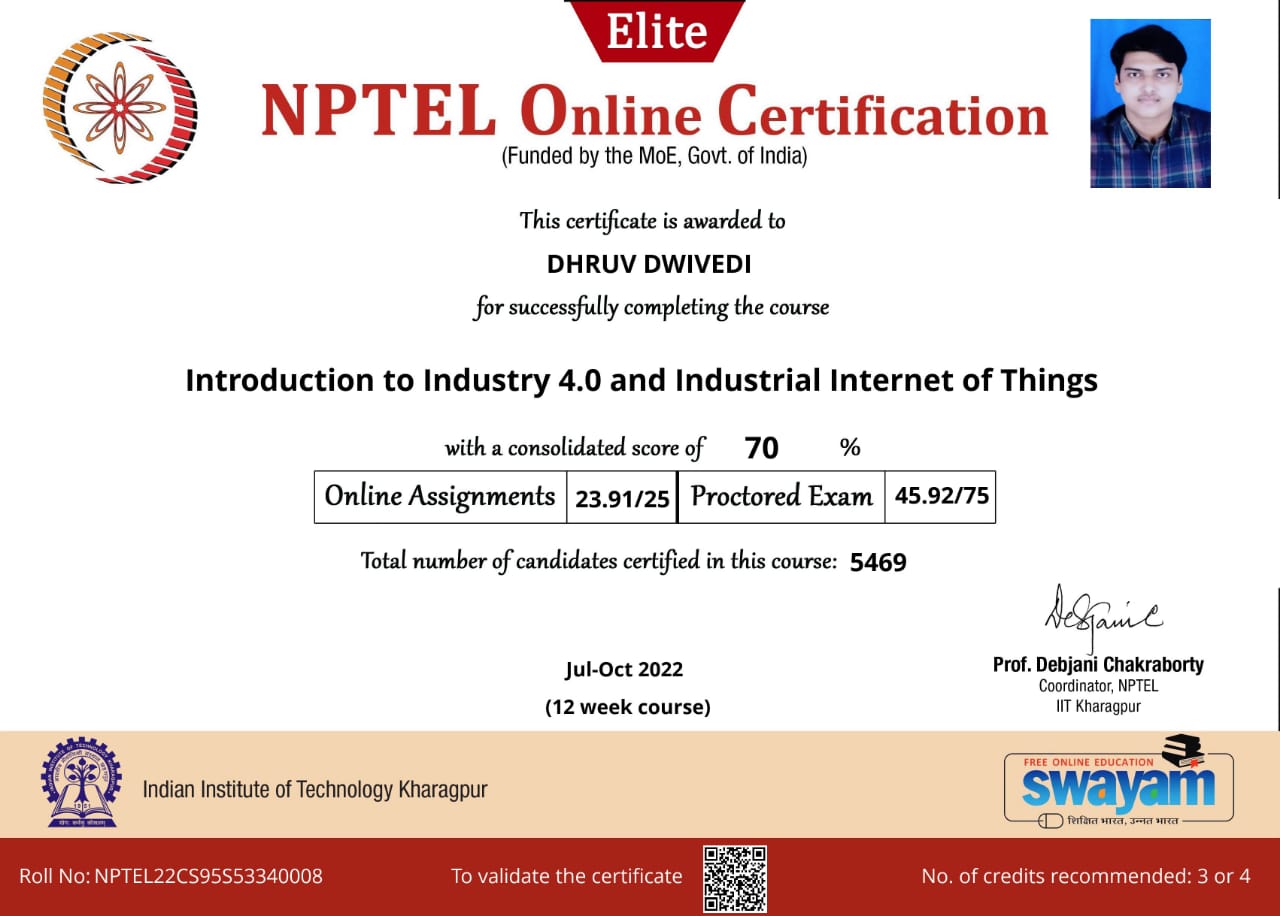 Elite
NPTEL Online Certification
(Funded by the MoE, Govt. of India)
This certificate is awarded to
DHRUV DWIVEDI
for successfully completing the course
Introduction to Industry 4.0 and Industrial Internet of Things
with a consolidated score of 70 %
Online Assignments 23.91/25 Proctored Exam 45.92/75
Total number of candidates certified in this course: 5469
Jul-Oct 2022
(12 week course)
Prof. Debjani Chakraborty
Coordinator, NPTEL
IIT Kharagpur
Indian Institute of Technology Kharagpur
FREE ONLINE EDUCATION
swayam
शिक्षित भारत, उन्नत भारत
Roll No: NPTEL22CS95S53340008 To validate the certificate No. of credits recommended: 3 or 4